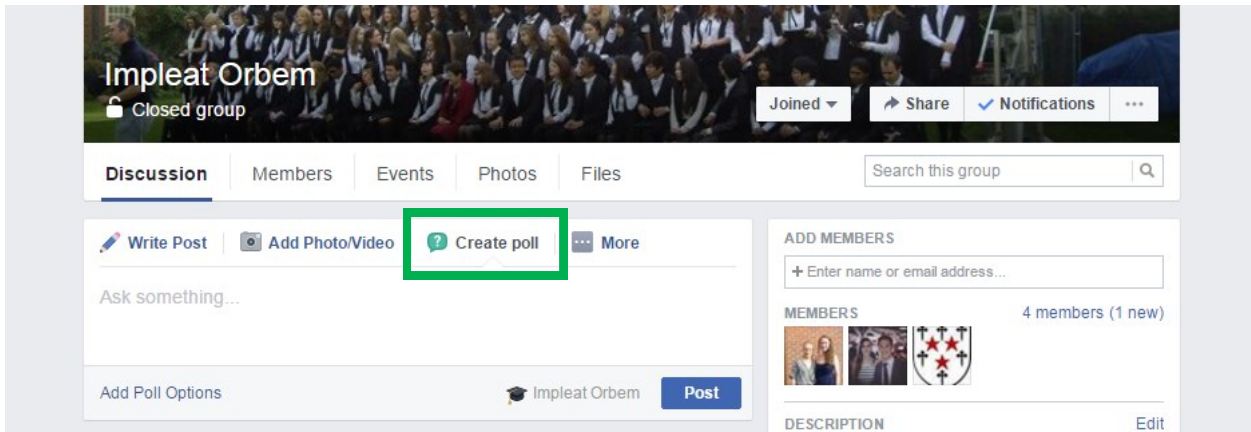 Impleat Orbem
Closed group
Joined
Share
Notifications
...
Discussion
Members
Events
Photos
Files
Search this group
Write Post
Add Photo/Video
? Create poll
More
Ask something...
Add Poll Options
Impleat Orbem
Post
ADD MEMBERS
+ Enter name or email address...
MEMBERS
4 members (1 new)
DESCRIPTION
Edit